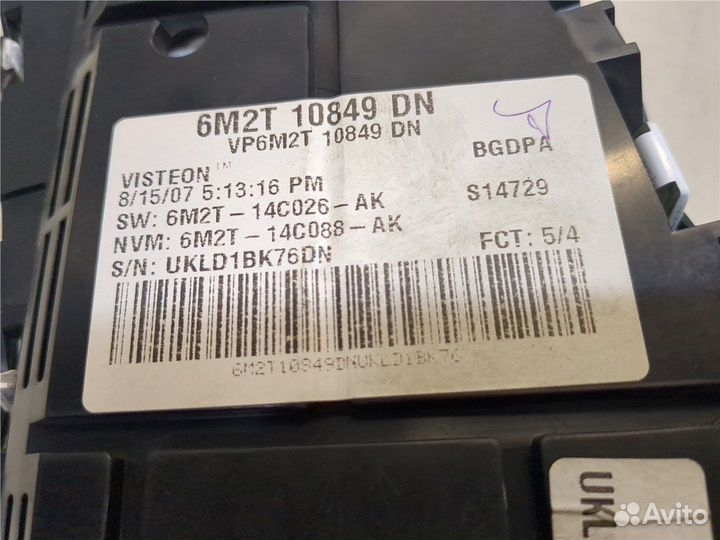 6M2T 10849 DN
VP6M2T 10849 DN
BGDPA
VISTEON™
8/15/07 5:13:16 PM
S14729
SW: 6M2T-14C026-AK
NVM: 6M2T-14C088-AK
FCT: 5/4
S/N: UKLD1BK76DN
6M2T10849DNUKLD1BK76
UKL
Avito